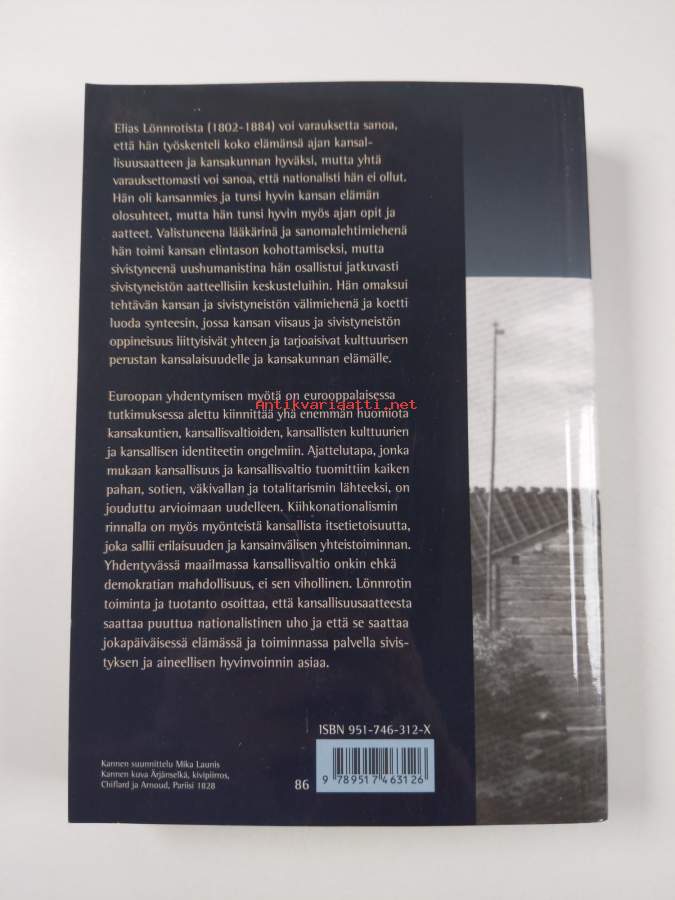 Elias Lönnrotista (1802-1884) voi varauksetta sanoa,
että hän työskenteli koko elämänsä ajan kansal-
lisuusaatteen ja kansakunnan hyväksi, mutta yhtä
varauksettomasti voi sanoa, että nationalisti hän ei ollut.
Hän oli kansanmies ja tunsi hyvin kansan elämän
olosuhteet, mutta hän tunsi hyvin myös ajan opit ja
aatteet. Valistuneena lääkärinä ja sanomalehtimiehenä
hän toimi kansan elintason kohottamiseksi, mutta
sivistyneenä uushumanistina hän osallistui jatkuvasti
sivistyneistön aatteellisiin keskusteluihin. Hän omaksui
tehtävän kansan ja sivistyneistön välimiehenä ja koetti
luoda synteesin, jossa kansan viisaus ja sivistyneistön
oppineisuus liittyisivät yhteen ja tarjoaisivat kulttuurisen
perustan kansalaisuudelle ja kansakunnan elämälle.
Euroopan yhdentymisen myötä on eurooppalaisessa
Antikvariaatti.net
tutkimuksessa alettu kiinnittää yhä enemmän huomiota
kansakuntien, kansallisvaltioiden, kansallisten kulttuurien
ja kansallisen identiteetin ongelmiin. Ajattelutapa, jonka
mukaan kansallisuus ja kansallisvaltio tuomittiin kaiken
pahan, sotien, väkivallan ja totalitarismin lähteeksi, on
jouduttu arvioimaan uudelleen. Kiihkonationalismin
rinnalla on myös myönteistä kansallista itsetietoisuutta,
joka sallii erilaisuuden ja kansainvälisen yhteistoiminnan.
Yhdentyvässä maailmassa kansallisvaltio onkin ehkä
demokratian mahdollisuus, ei sen vihollinen. Lönnrotin
toiminta ja tuotanto osoittaa, että kansallisuusaatteesta
saattaa puuttua nationalistinen uho ja että se saattaa
jokapäiväisessä elämässä ja toiminnassa palvella sivis-
tyksen ja aineellisen hyvinvoinnin asiaa.
ISBN 951-746-312-X
Kannen suunnittelu Mika Launis
Kannen kuva Ärjänselkä, kivipiirros,
Chiflard ja Arnoud, Pariisi 1828
86
9 789517 463126